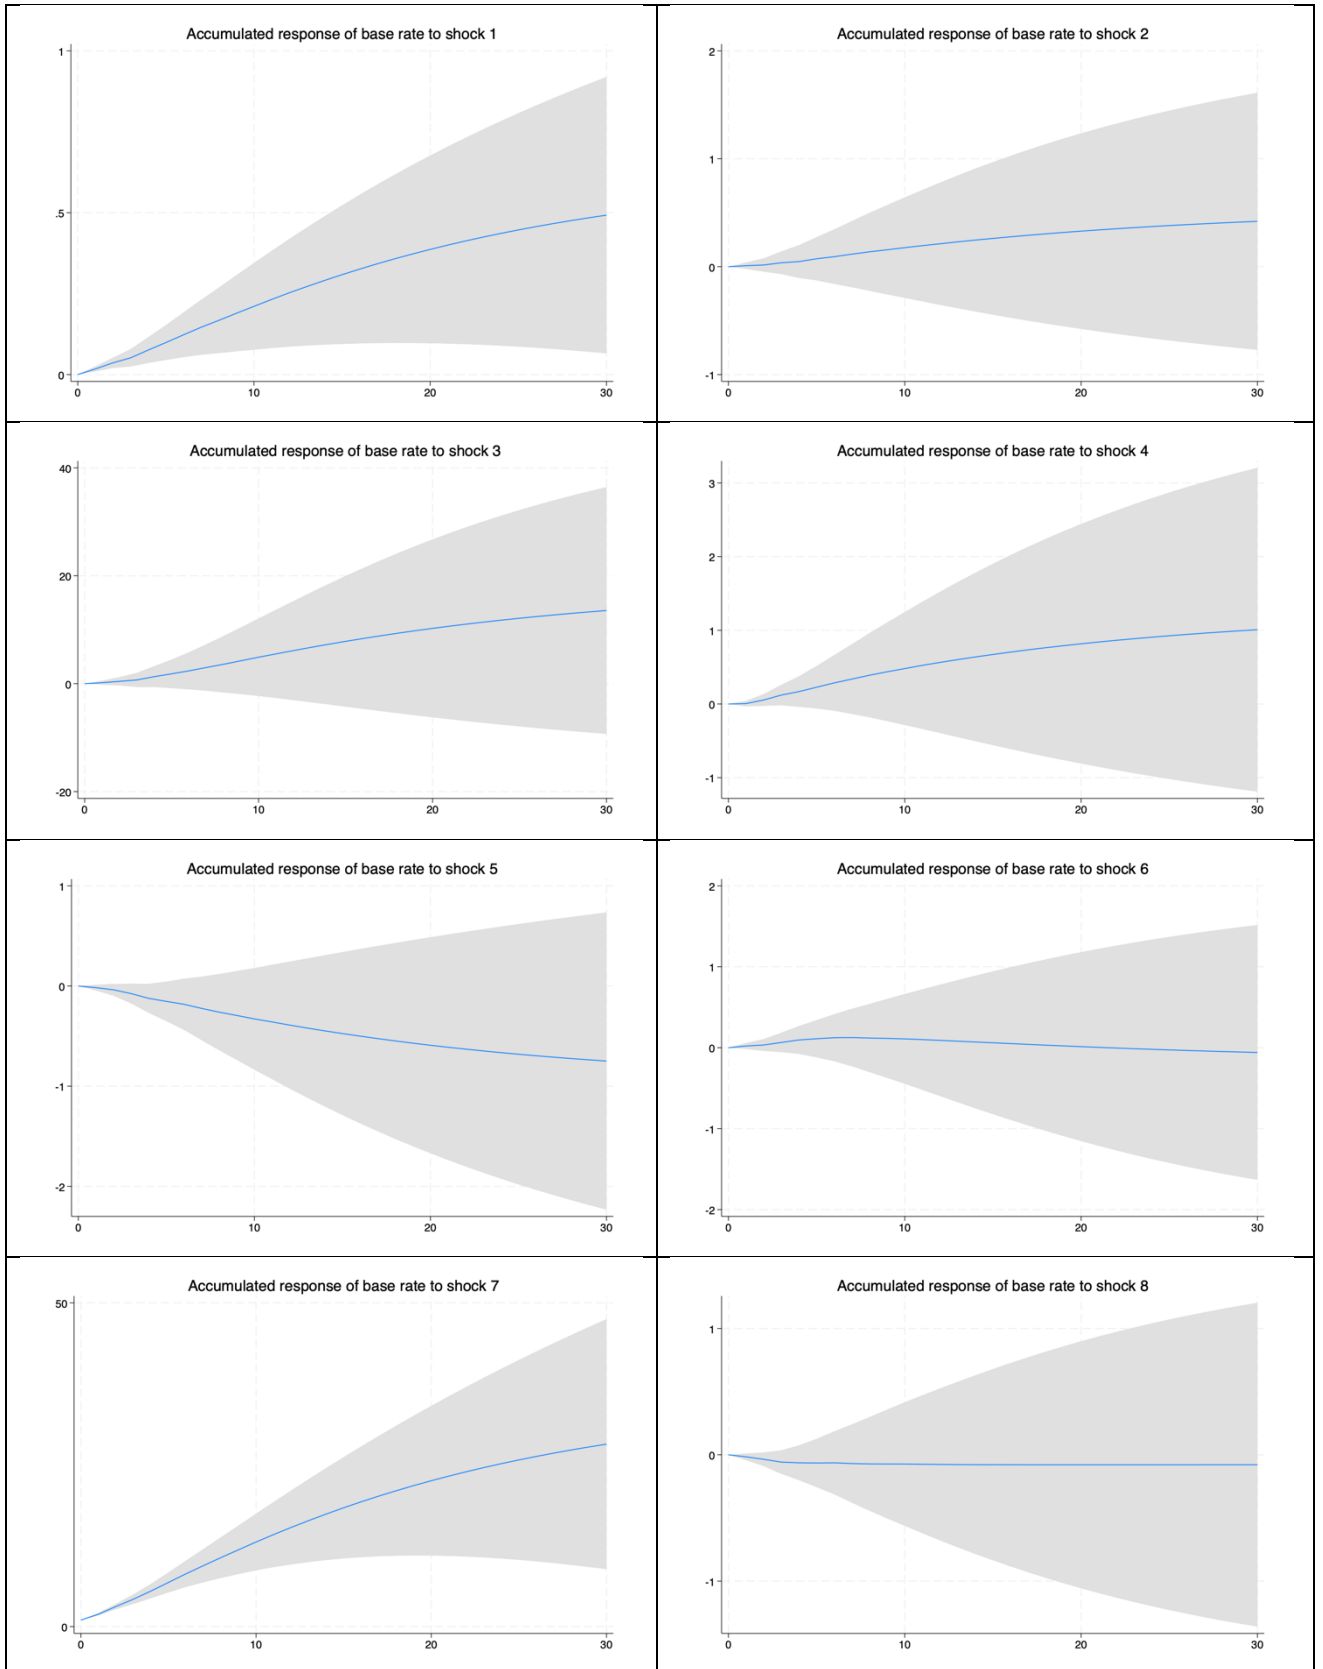 Accumulated response of base rate to shock 1
1
.5
0
0 10 20 30
Accumulated response of base rate to shock 2
2
1
0
-1
0 10 20 30
Accumulated response of base rate to shock 3
40
20
0
-20
0 10 20 30
Accumulated response of base rate to shock 4
3
2
1
0
-1
0 10 20 30
Accumulated response of base rate to shock 5
1
0
-1
-2
0 10 20 30
Accumulated response of base rate to shock 6
2
1
0
-1
-2
0 10 20 30
Accumulated response of base rate to shock 7
50
0
0 10 20 30
Accumulated response of base rate to shock 8
1
0
-1
0 10 20 30